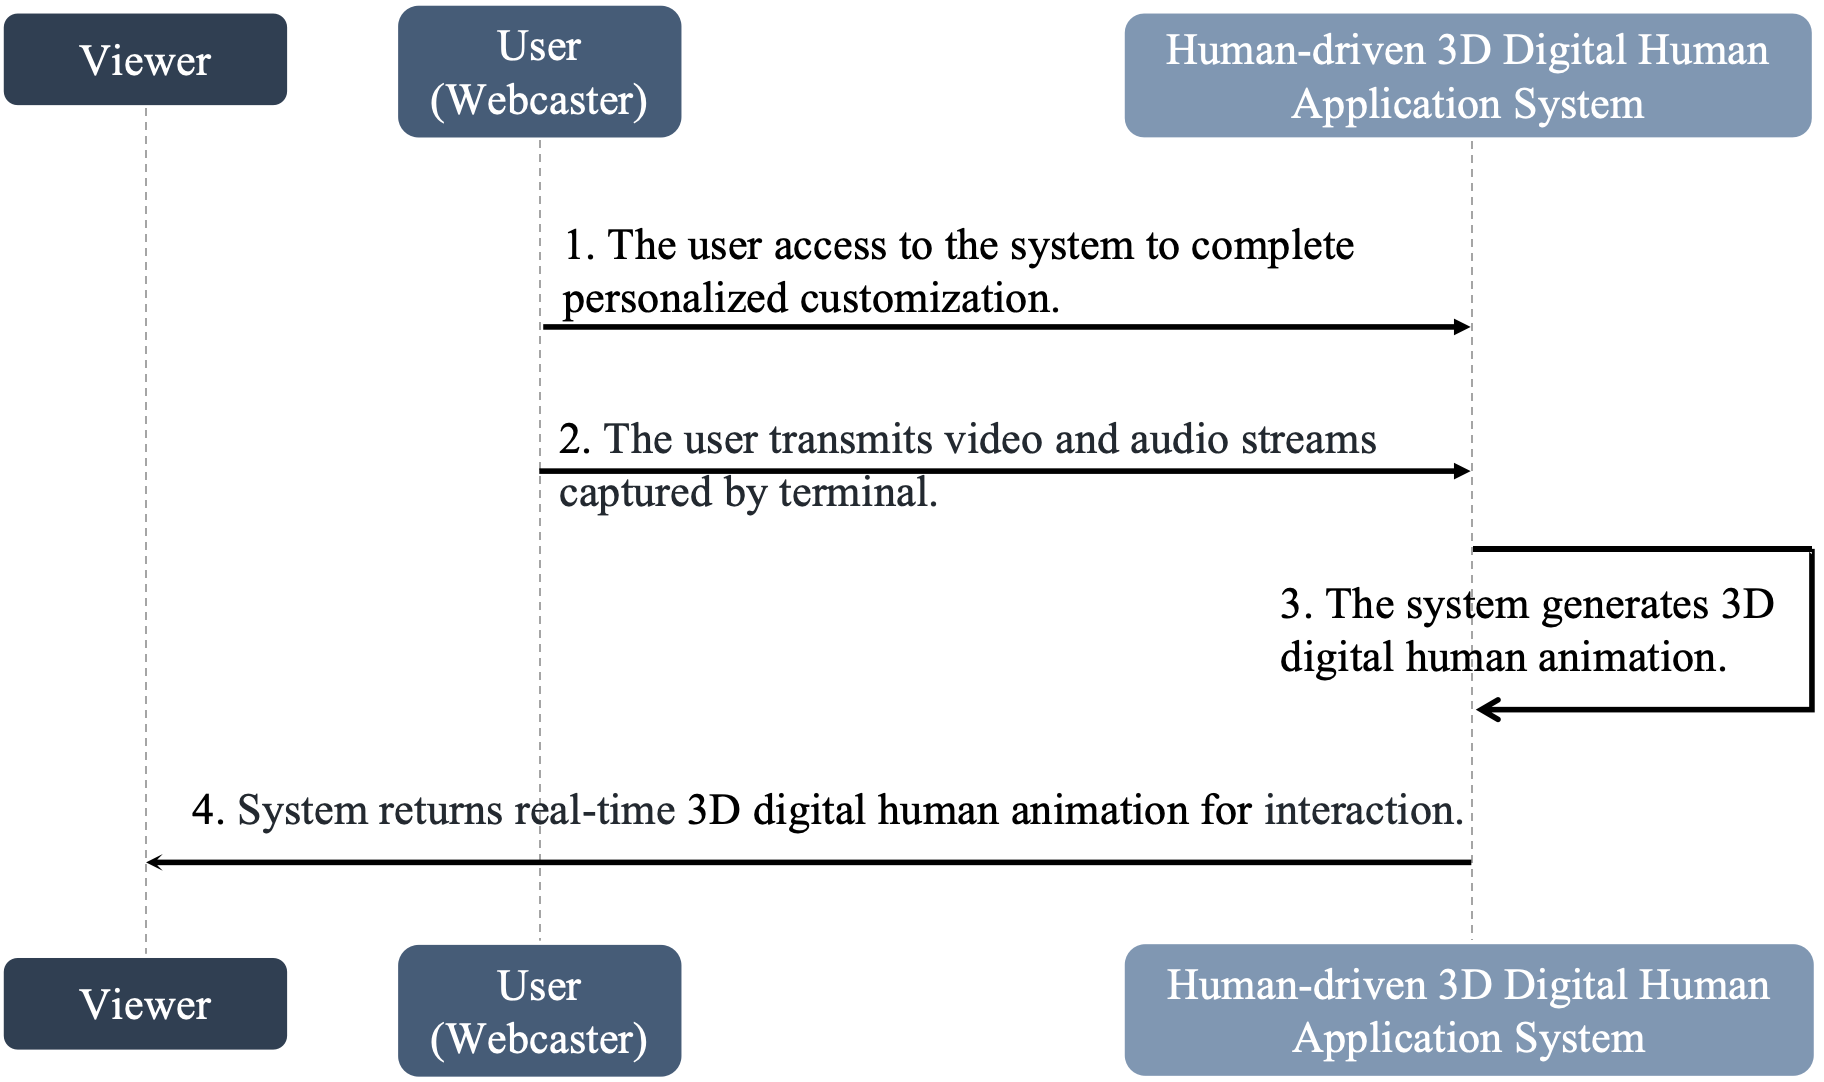 Viewer
User
(Webcaster)
Human-driven 3D Digital Human
Application System
1. The user access to the system to complete
personalized customization.
2. The user transmits video and audio streams
captured by terminal.
3. The system generates 3D
digital human animation.
4. System returns real-time 3D digital human animation for interaction.
Viewer
User
(Webcaster)
Human-driven 3D Digital Human
Application System